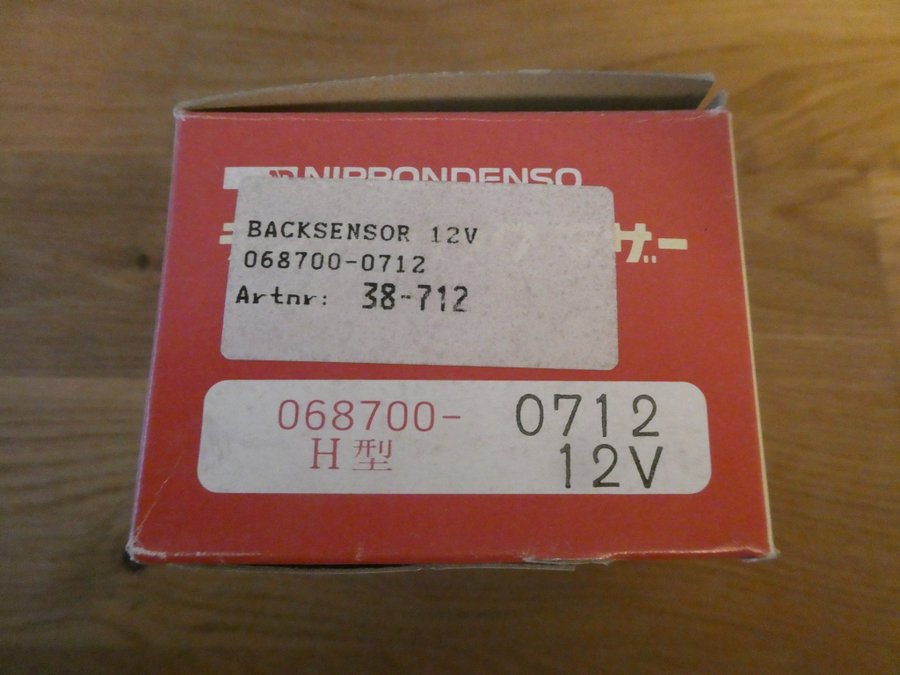 NIPPONDENSO
BACKSENSOR 12V
068700-0712
Artnr: 38-712
068700- 0712
H型 12V